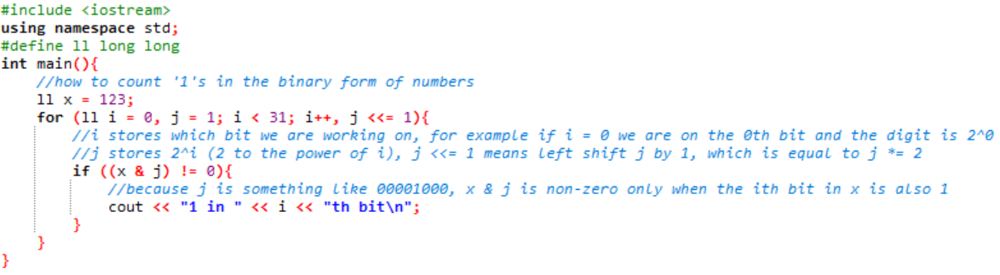 #include <iostream>
using namespace std;
#define ll long long
int main(){
    //how to count '1's in the binary form of numbers
    ll x = 123;
    for (ll i = 0, j = 1; i < 31; i++, j <<= 1){
        //i stores which bit we are working on, for example if i = 0 we are on the 0th bit and the digit is 2^0
        //j stores 2^i (2 to the power of i), j <<= 1 means left shift j by 1, which is equal to j *= 2
        if ((x & j) != 0){
            //because j is something like 00001000, x & j is non-zero only when the ith bit in x is also 1
            cout << "1 in " << i << "th bit\n";
        }
    }
}